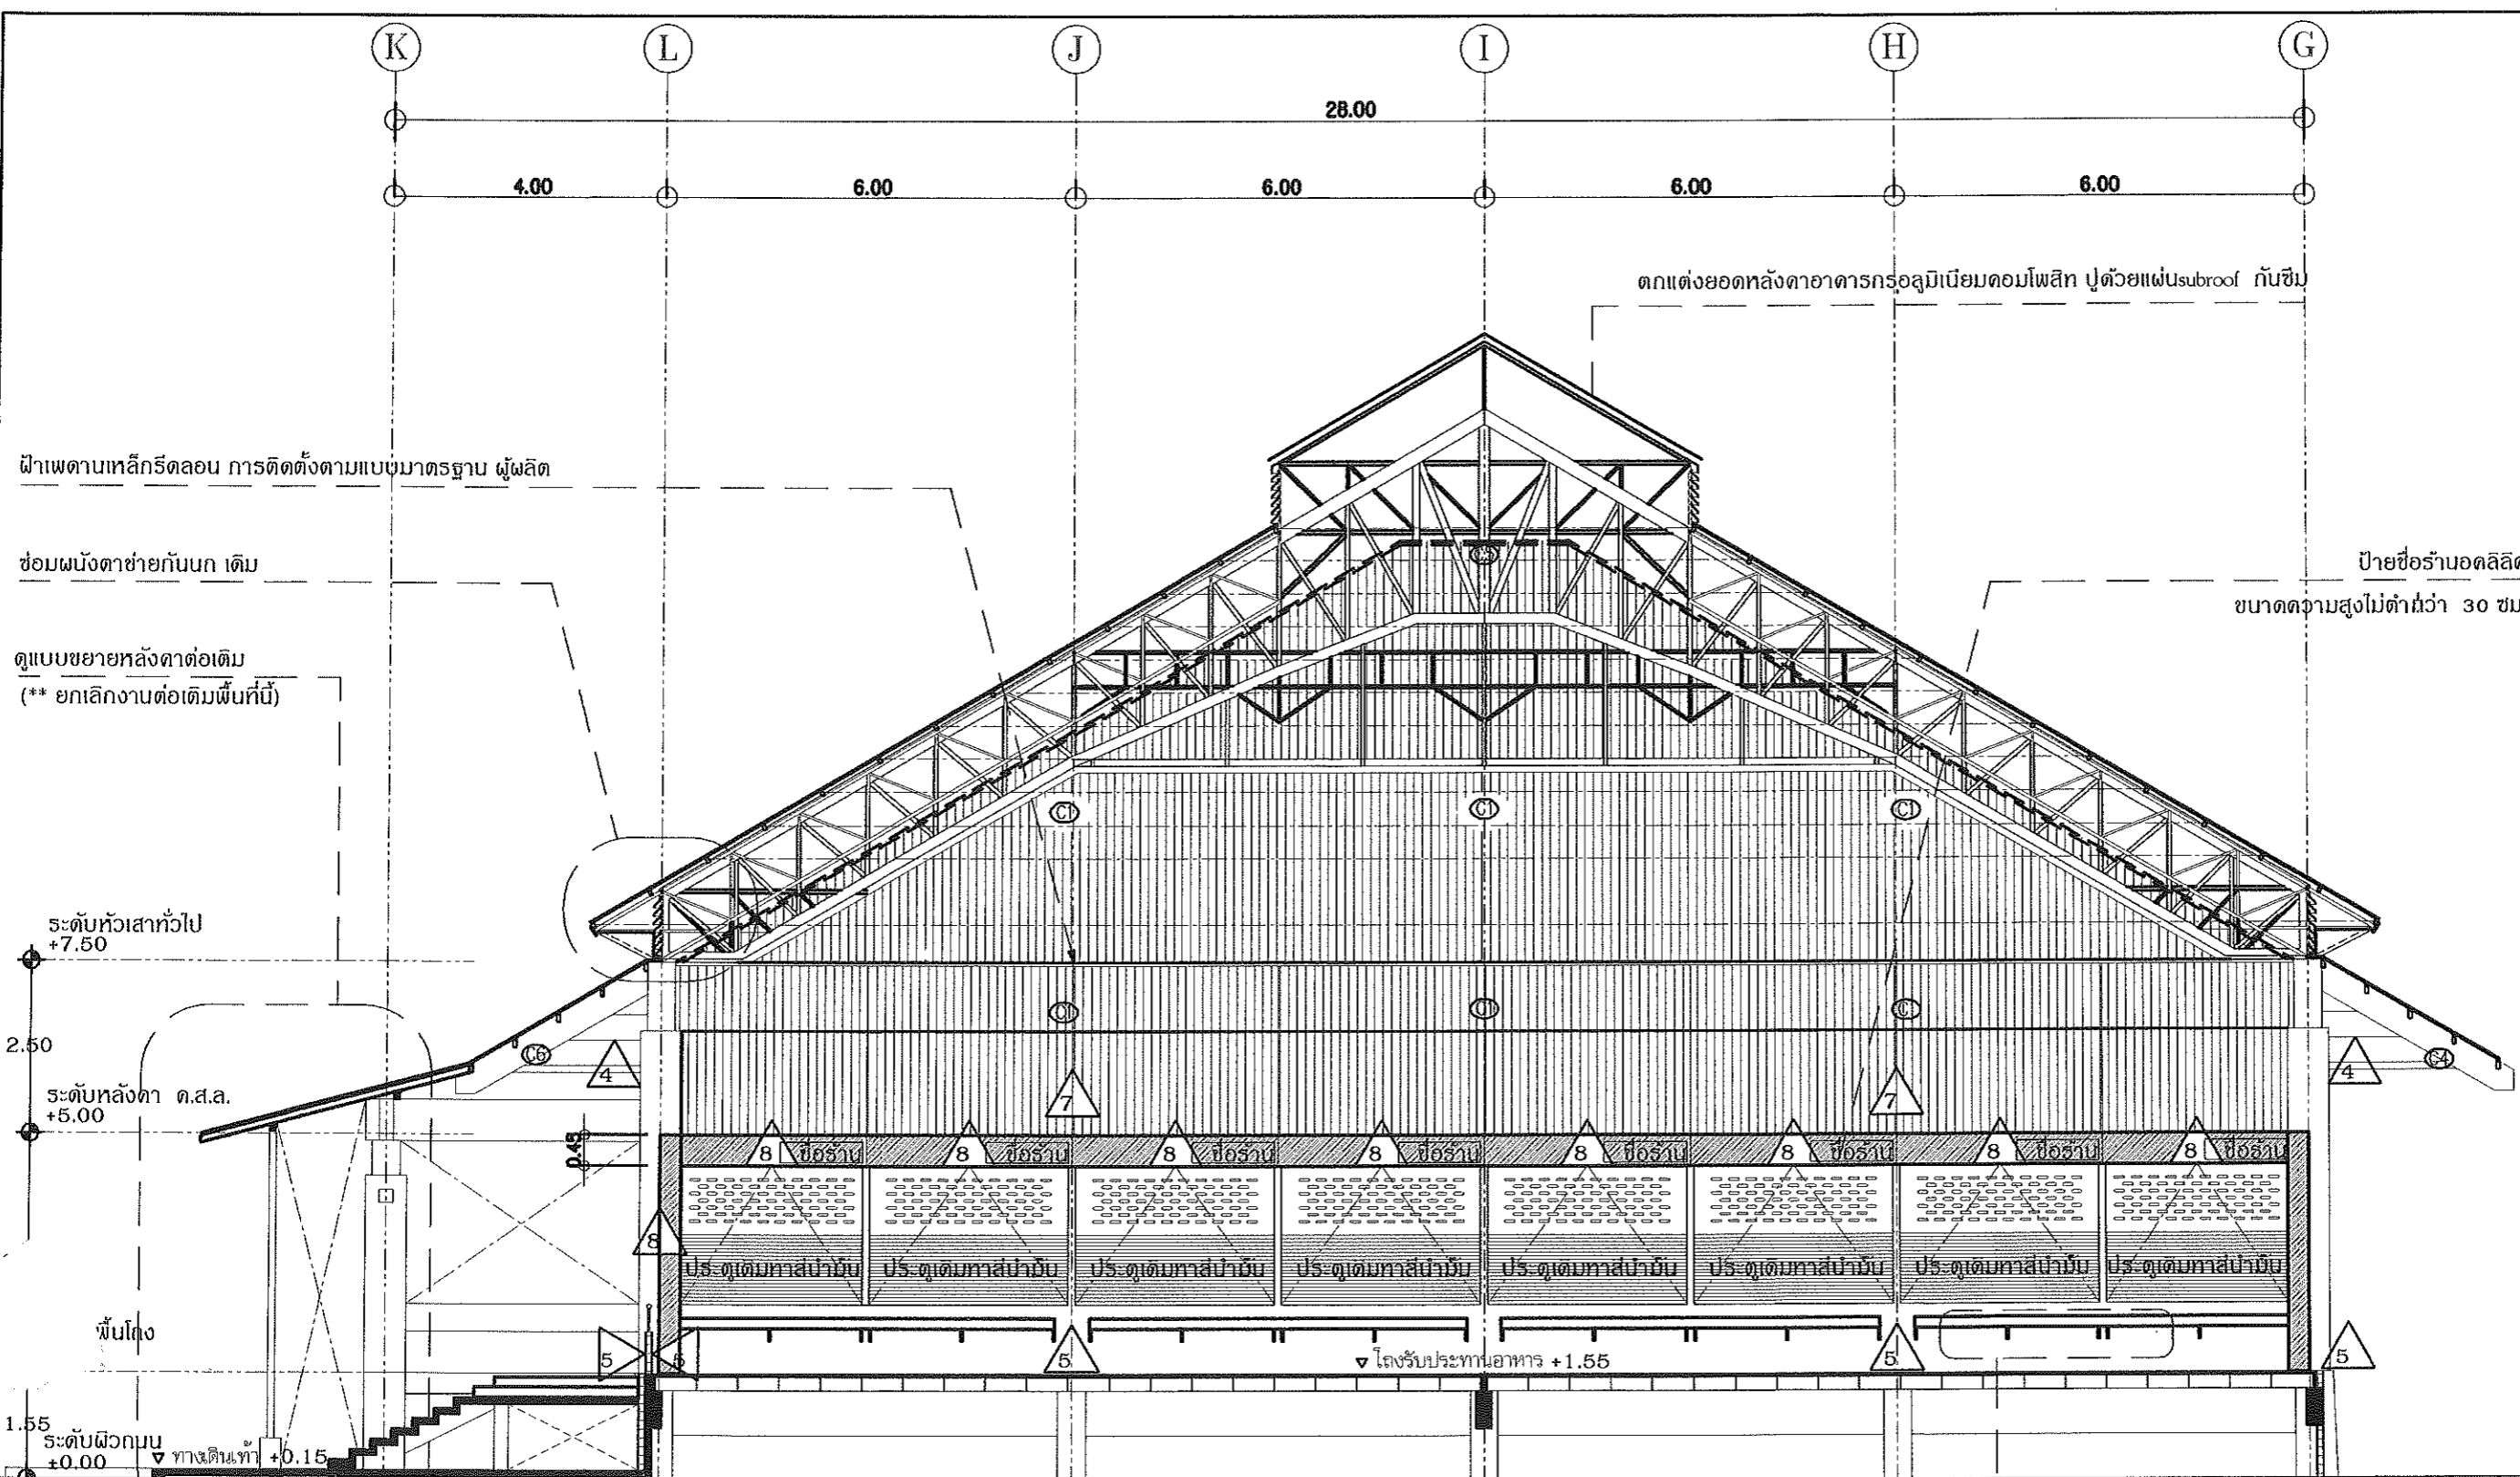 K L J I H G
28.00
4.00 6.00 6.00 6.00 6.00
ตกแต่งยอดหลังคาอาคารกรุอลูมิเนียมคอมโพสิท ปูด้วยแผ่นsubroof กันซึม
ฝ้าเพดานเหล็กรีดลอน การติดตั้งตามแบบมาตรฐาน ผู้ผลิต
ซ่อมผนังตาข่ายกันนก เดิม
ป้ายชื่อร้านอคลิลิค
ขนาดความสูงไม่ต่ำกว่า 30 ซม
ดูแบบขยายหลังคาต่อเติม
(** ยกเลิกงานต่อเติมพื้นที่นี้)
C1 C1 C1
ระดับหัวเสาทั่วไป
+7.50
C1
2.50
C6 4 4 C4
ระดับหลังคา ค.ส.ล.
+5.00
7 7
0.45
8 ชื่อร้าน 8 ชื่อร้าน 8 ชื่อร้าน 8 ชื่อร้าน 8 ชื่อร้าน 8 ชื่อร้าน 8 ชื่อร้าน 8 ชื่อร้าน
8
ประตูเดิมทาสีน้ำมัน ประตูเดิมทาสีน้ำมัน ประตูเดิมทาสีน้ำมัน ประตูเดิมทาสีน้ำมัน ประตูเดิมทาสีน้ำมัน ประตูเดิมทาสีน้ำมัน ประตูเดิมทาสีน้ำมัน ประตูเดิมทาสีน้ำมัน
พื้นโถง
5 5 5 โถงรับประทานอาหาร +1.55 5 5
1.55
ระดับผิวถนน
±0.00
ทางเดินเท้า +0.15